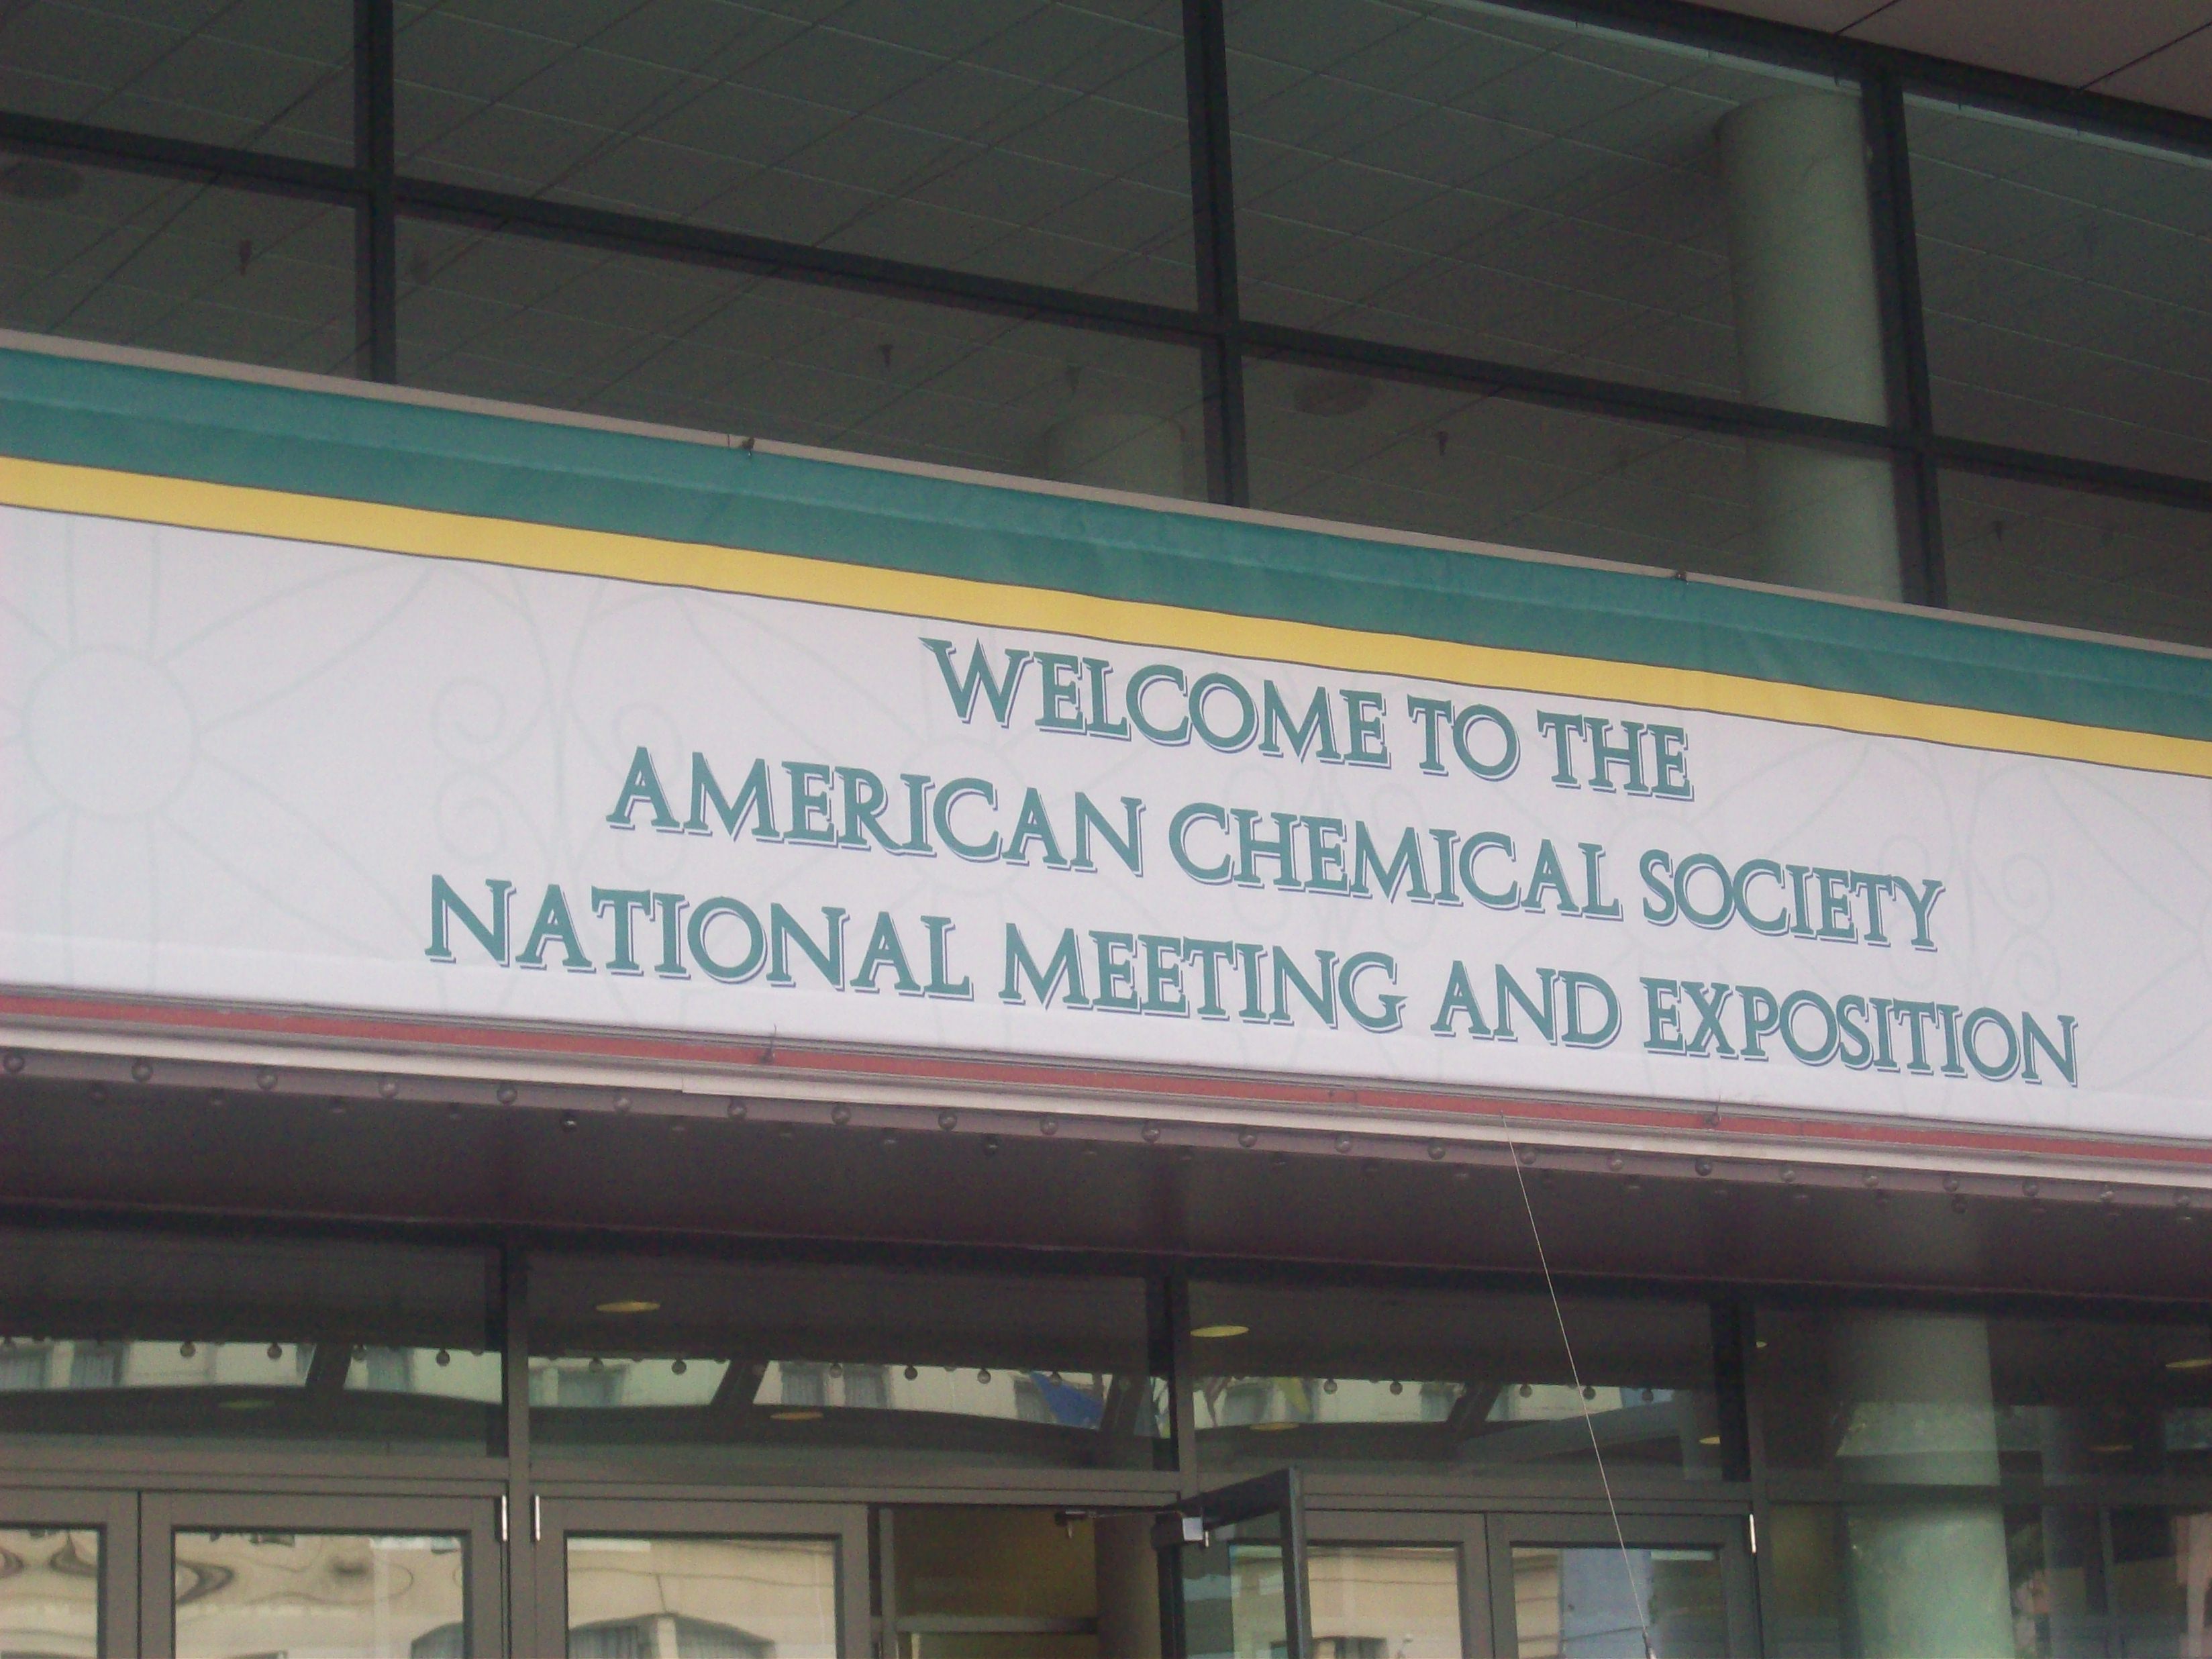 WELCOME TO THE
AMERICAN CHEMICAL SOCIETY
NATIONAL MEETING AND EXPOSITION